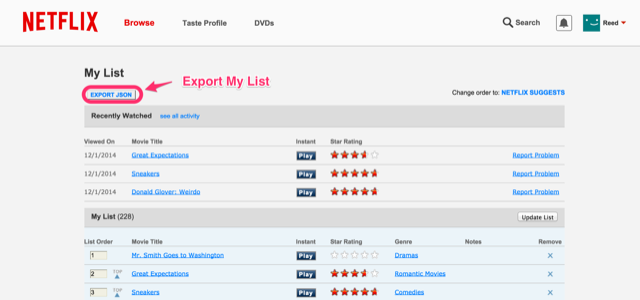 NETFLIX Browse Taste Profile DVDs Search Reed
My List
EXPORT JSON Export My List
Change order to: NETFLIX SUGGESTS
Recently Watched see all activity
Viewed On Movie Title Instant Star Rating
12/1/2014 Great Expectations Play Report Problem
12/1/2014 Sneakers Play Report Problem
12/1/2014 Donald Glover: Weirdo Play Report Problem
My List (228) Update List
List Order Movie Title Instant Star Rating Genre Notes Remove
1 Mr. Smith Goes to Washington Play Dramas X
2 TOP Great Expectations Play Romantic Movies X
3 TOP Sneakers Play Comedies X